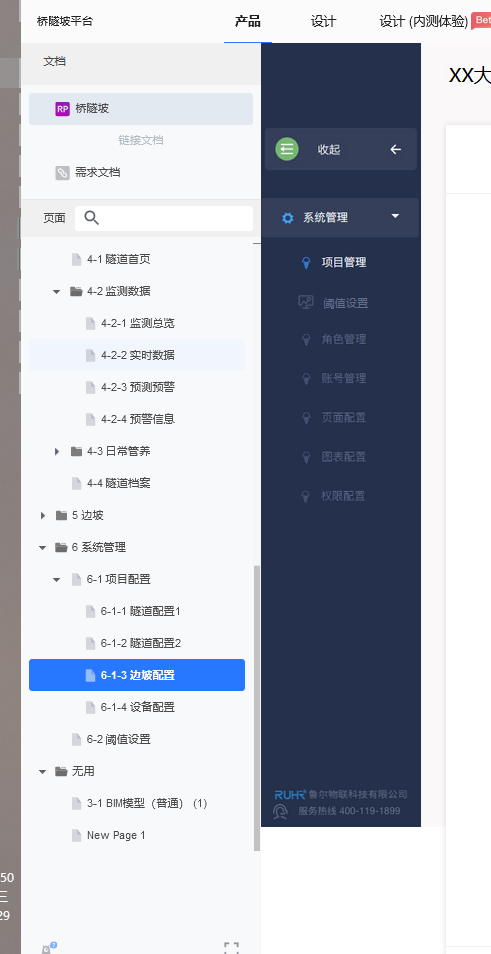 桥隧坡平台
产品
设计
设计 (内测体验)
Bet
文档
RP 桥隧坡
链接文档
需求文档
页面
4-1 隧道首页
4-2 监测数据
4-2-1 监测总览
4-2-2 实时数据
4-2-3 预测预警
4-2-4 预警信息
4-3 日常管养
4-4 隧道档案
5 边坡
6 系统管理
6-1 项目配置
6-1-1 隧道配置1
6-1-2 隧道配置2
6-1-3 边坡配置
6-1-4 设备配置
6-2 阈值设置
无用
3-1 BIM模型（普通）（1）
New Page 1
收起
系统管理
项目管理
阈值设置
角色管理
账号管理
页面配置
图表配置
权限配置
RUHR 鲁尔物联科技有限公司
服务热线 400-119-1899
XX大
50
三
29